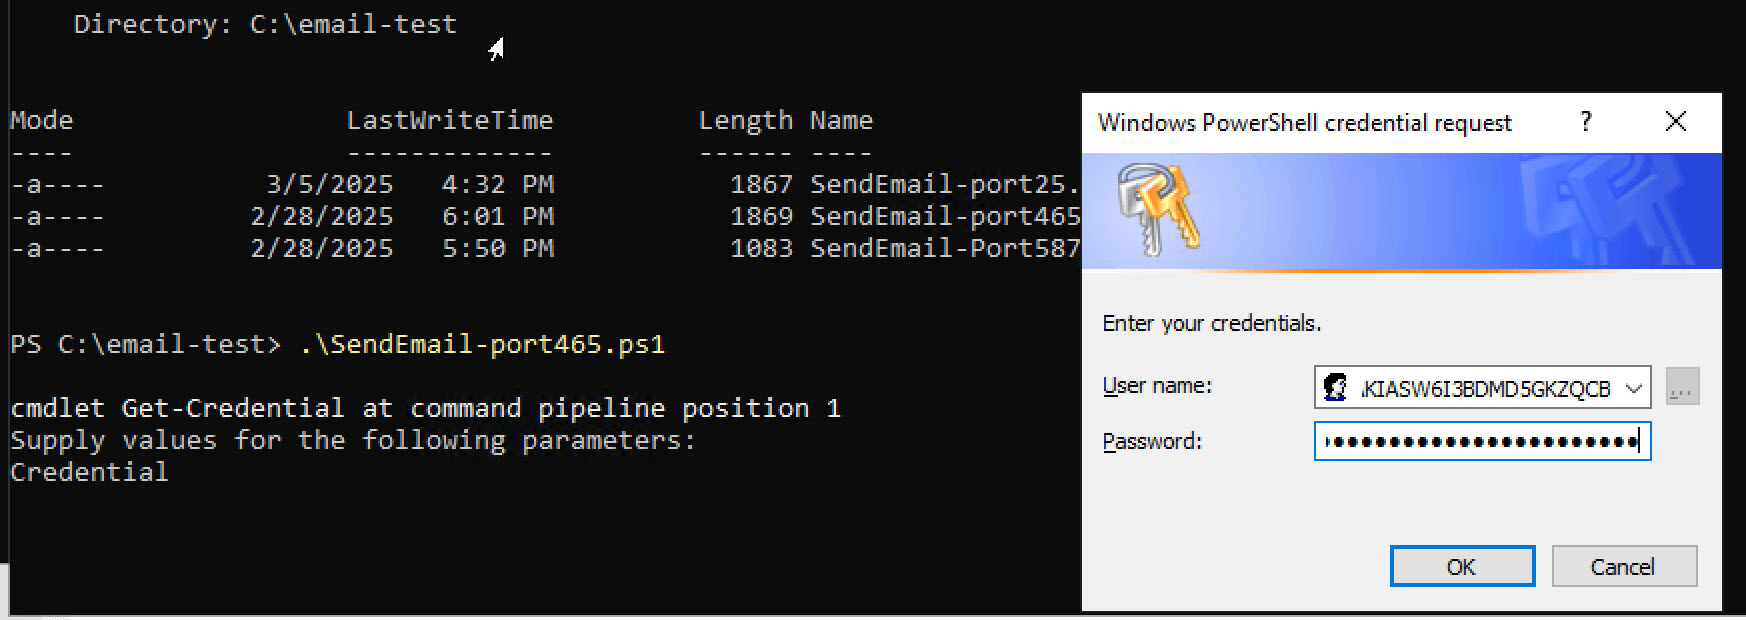 Directory: C:\email-test
Mode LastWriteTime Length Name
---- ------------- ------ ----
-a---- 3/5/2025 4:32 PM 1867 SendEmail-port25.
-a---- 2/28/2025 6:01 PM 1869 SendEmail-port465
-a---- 2/28/2025 5:50 PM 1083 SendEmail-Port587
PS C:\email-test> .\SendEmail-port465.ps1
cmdlet Get-Credential at command pipeline position 1
Supply values for the following parameters:
Credential
Windows PowerShell credential request ?
Enter your credentials.
User name: KIASW6I3BDMD5GKZQCB ...
Password: ●●●●●●●●●●●●●●●●●●●●●●●
OK Cancel